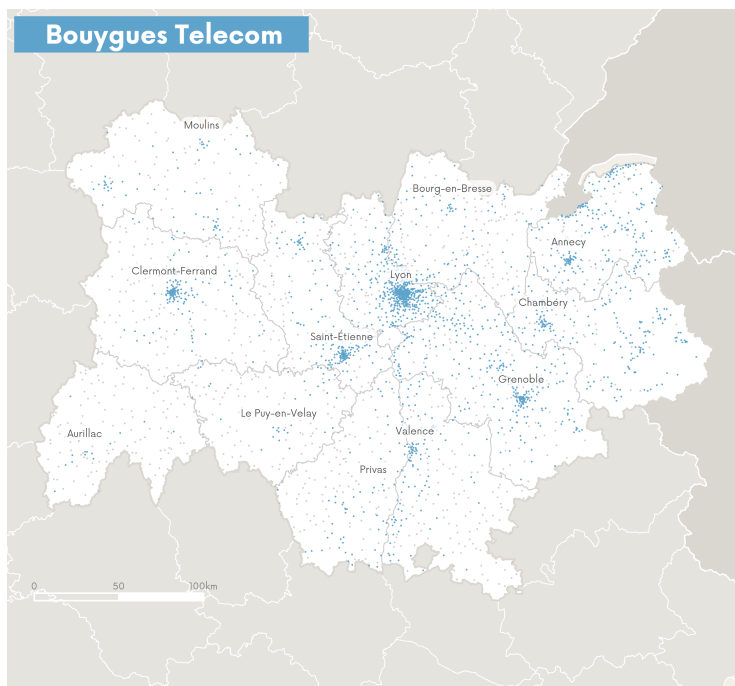 Bouygues Telecom
Moulins
Bourg-en-Bresse
Annecy
Clermont-Ferrand
Lyon
Chambéry
Saint-Étienne
Grenoble
Le Puy-en-Velay
Aurillac
Valence
Privas
0 50 100km